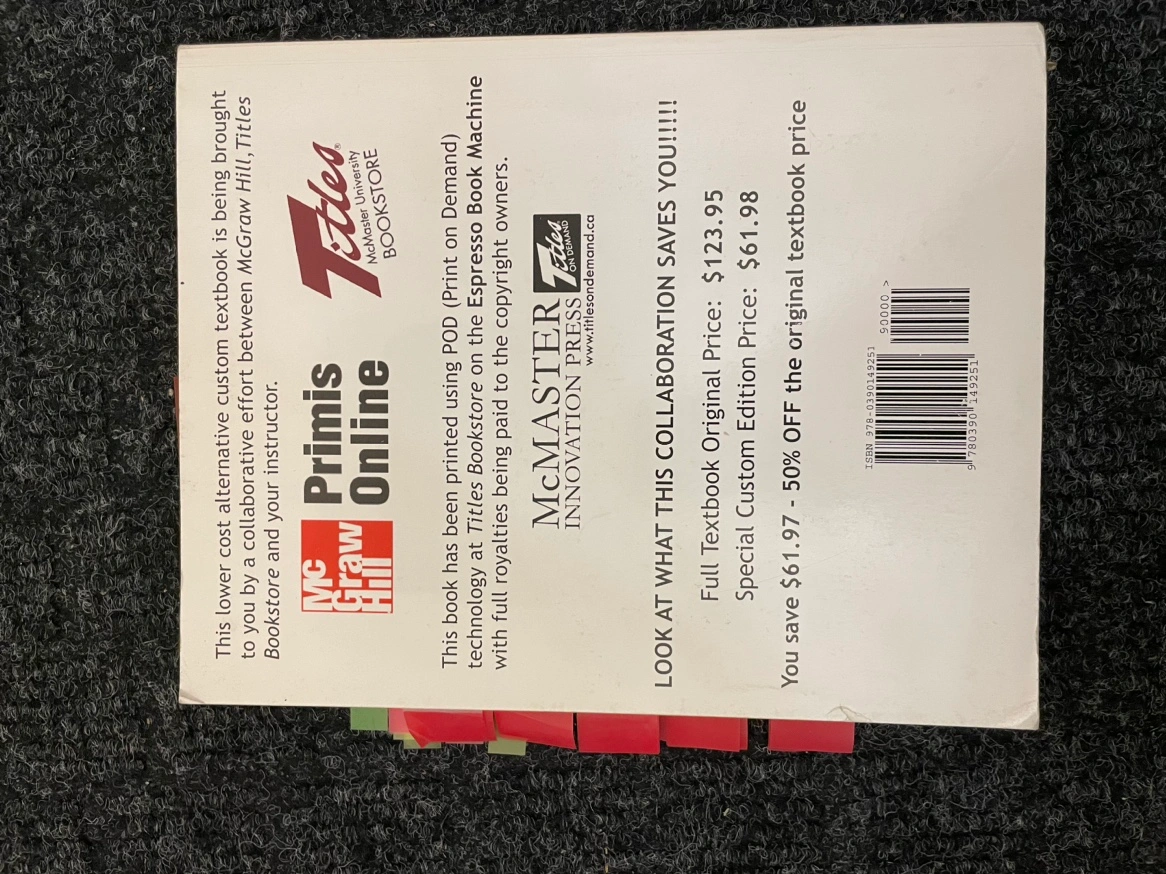 This lower cost alternative custom textbook is being brought
to you by a collaborative effort between McGraw Hill, Titles
Bookstore and your instructor.
Mc
Graw
Hill
Primis
Online
Titles®
McMaster University
BOOKSTORE
This book has been printed using POD (Print on Demand)
technology at Titles Bookstore on the Espresso Book Machine
with full royalties being paid to the copyright owners.
McMASTER
INNOVATION PRESS
Titles
ON DEMAND
www.titlesondemand.ca
LOOK AT WHAT THIS COLLABORATION SAVES YOU!!!!!
Full Textbook Original Price: $123.95
Special Custom Edition Price: $61.98
You save $61.97 - 50% OFF the original textbook price
ISBN 978-0390149251
90000 >
9 780390 149251